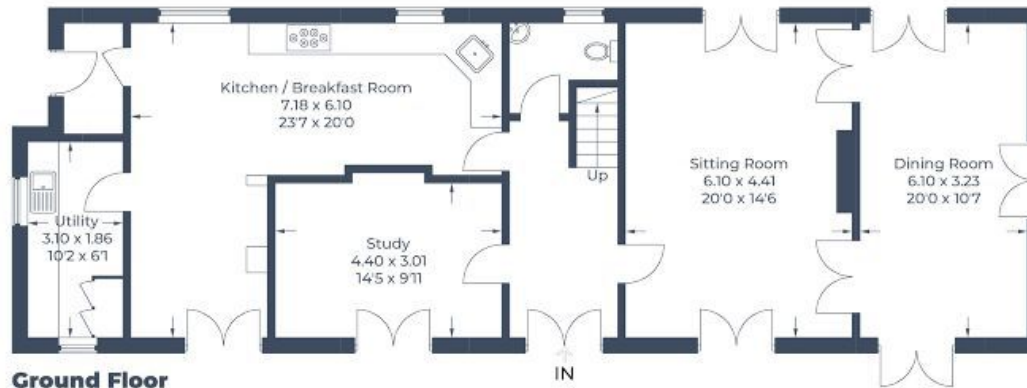 Kitchen / Breakfast Room
7.18 x 6.10
23'7 x 20'0
Sitting Room
6.10 x 4.41
20'0 x 14'6
Dining Room
6.10 x 3.23
20'0 x 10'7
Up
Utility
3.10 x 1.86
10'2 x 6'1
Study
4.40 x 3.01
14'5 x 9'11
IN
Ground Floor